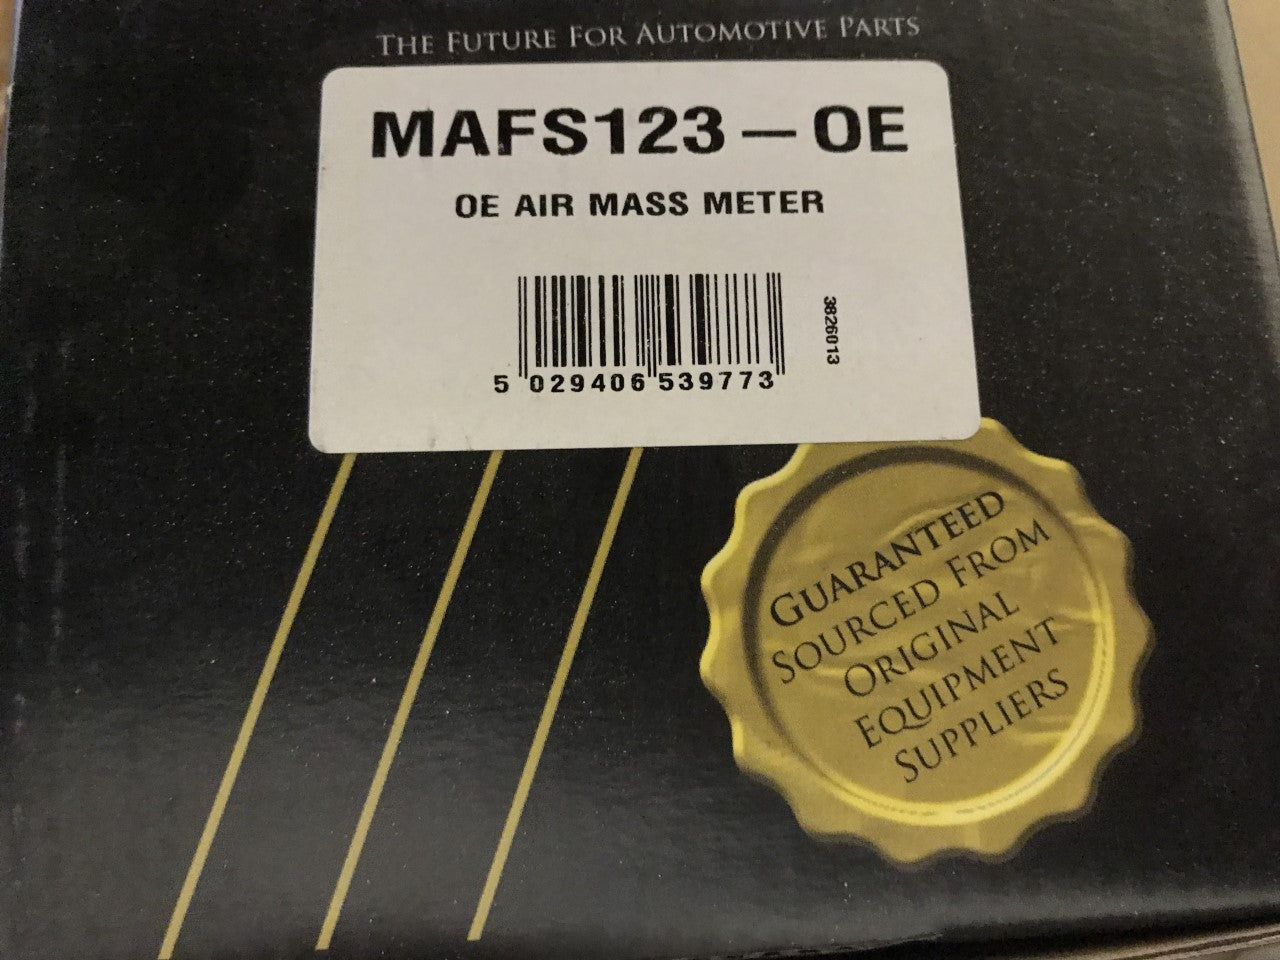 THE FUTURE FOR AUTOMOTIVE PARTS
MAFS123 – OE
OE AIR MASS METER
3826013
5 029406 539773
GUARANTEED
SOURCED FROM
ORIGINAL
EQUIPMENT
SUPPLIERS